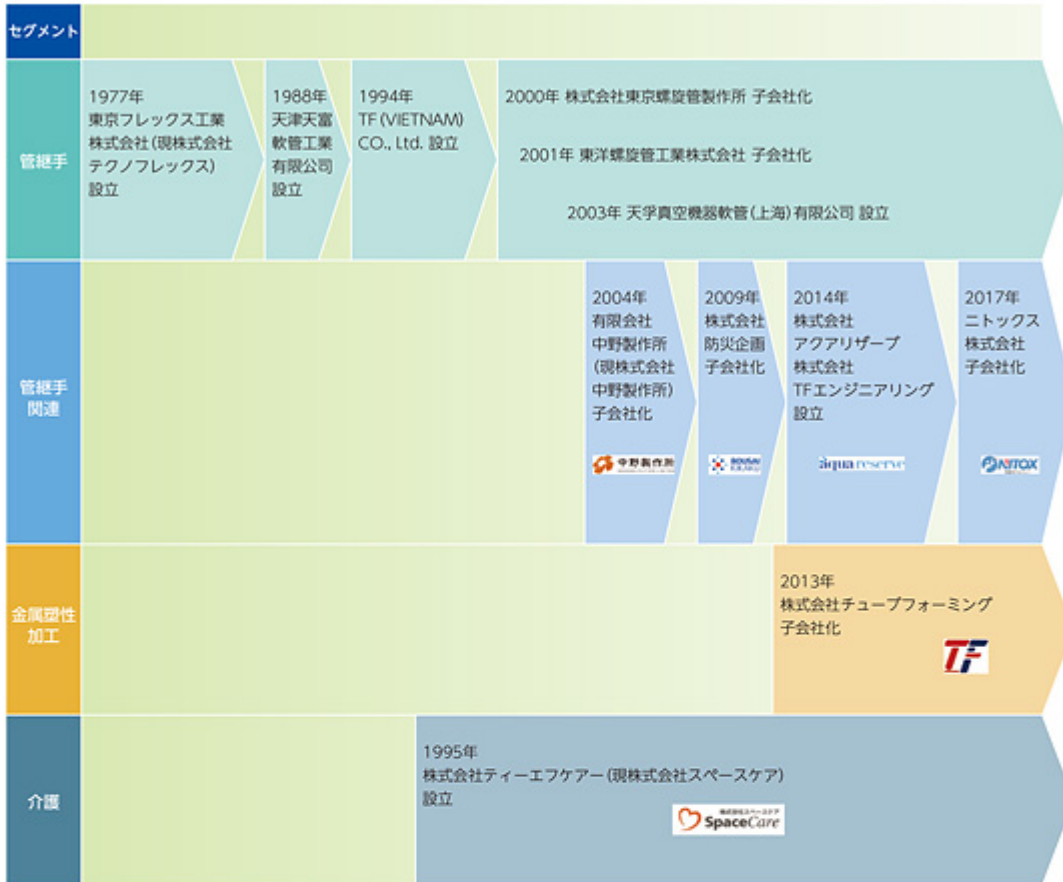 セグメント
管継手
1977年
東京フレックス工業
株式会社(現株式会社
テクノフレックス)
設立
1988年
天津天富
軟管工業
有限公司
設立
1994年
TF(VIETNAM)
CO., Ltd. 設立
2000年 株式会社東京螺旋管製作所 子会社化
2001年 東洋螺旋管工業株式会社 子会社化
2003年 天孚真空機器軟管(上海)有限公司 設立
管継手
関連
2004年
有限会社
中野製作所
(現株式会社
中野製作所)
子会社化
中野製作所
2009年
株式会社
防災企画
子会社化
BOUSAI
KIKAKU
2014年
株式会社
アクアリザーブ
株式会社
TFエンジニアリング
設立
aqua reserve
2017年
ニトックス
株式会社
子会社化
NITTOX
金属塑性
加工
2013年
株式会社チューブフォーミング
子会社化
TF
介護
1995年
株式会社ティーエフケアー(現株式会社スペースケア)
設立
株式会社スペースケア
SpaceCare